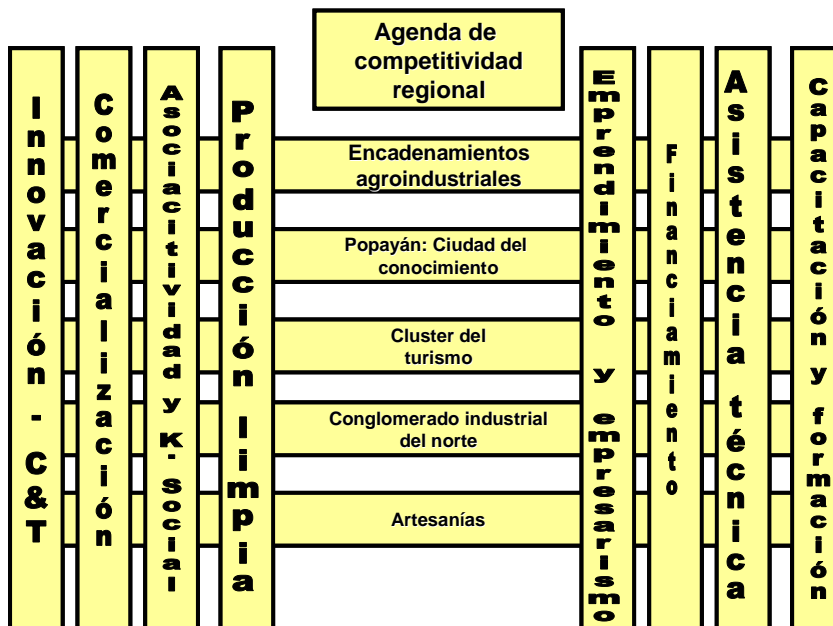 Agenda de
competitividad
regional
Innovación - C&T
Comercialización
Asociacitividad y K- Social
Producción limpia
Encadenamientos
agroindustriales
Popayán: Ciudad del
conocimiento
Cluster del
turismo
Conglomerado industrial
del norte
Artesanías
Emprendimiento y empresarismo
Financiamiento
Asistencia técnica
Capacitación y formación